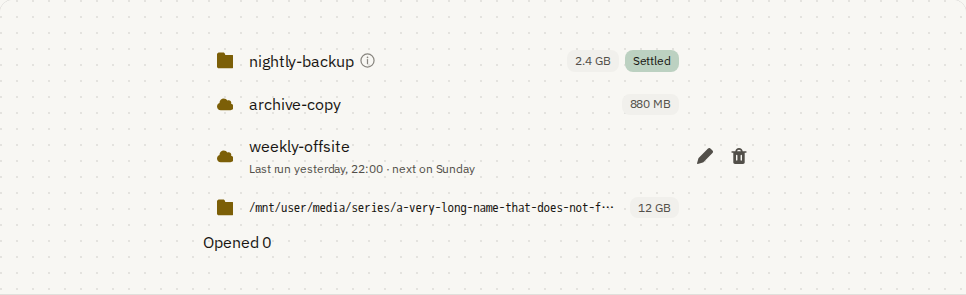 nightly-backup 2.4 GB Settled
archive-copy 880 MB
weekly-offsite
Last run yesterday, 22:00 · next on Sunday
/mnt/user/media/series/a-very-long-name-that-does-not-f… 12 GB
Opened 0